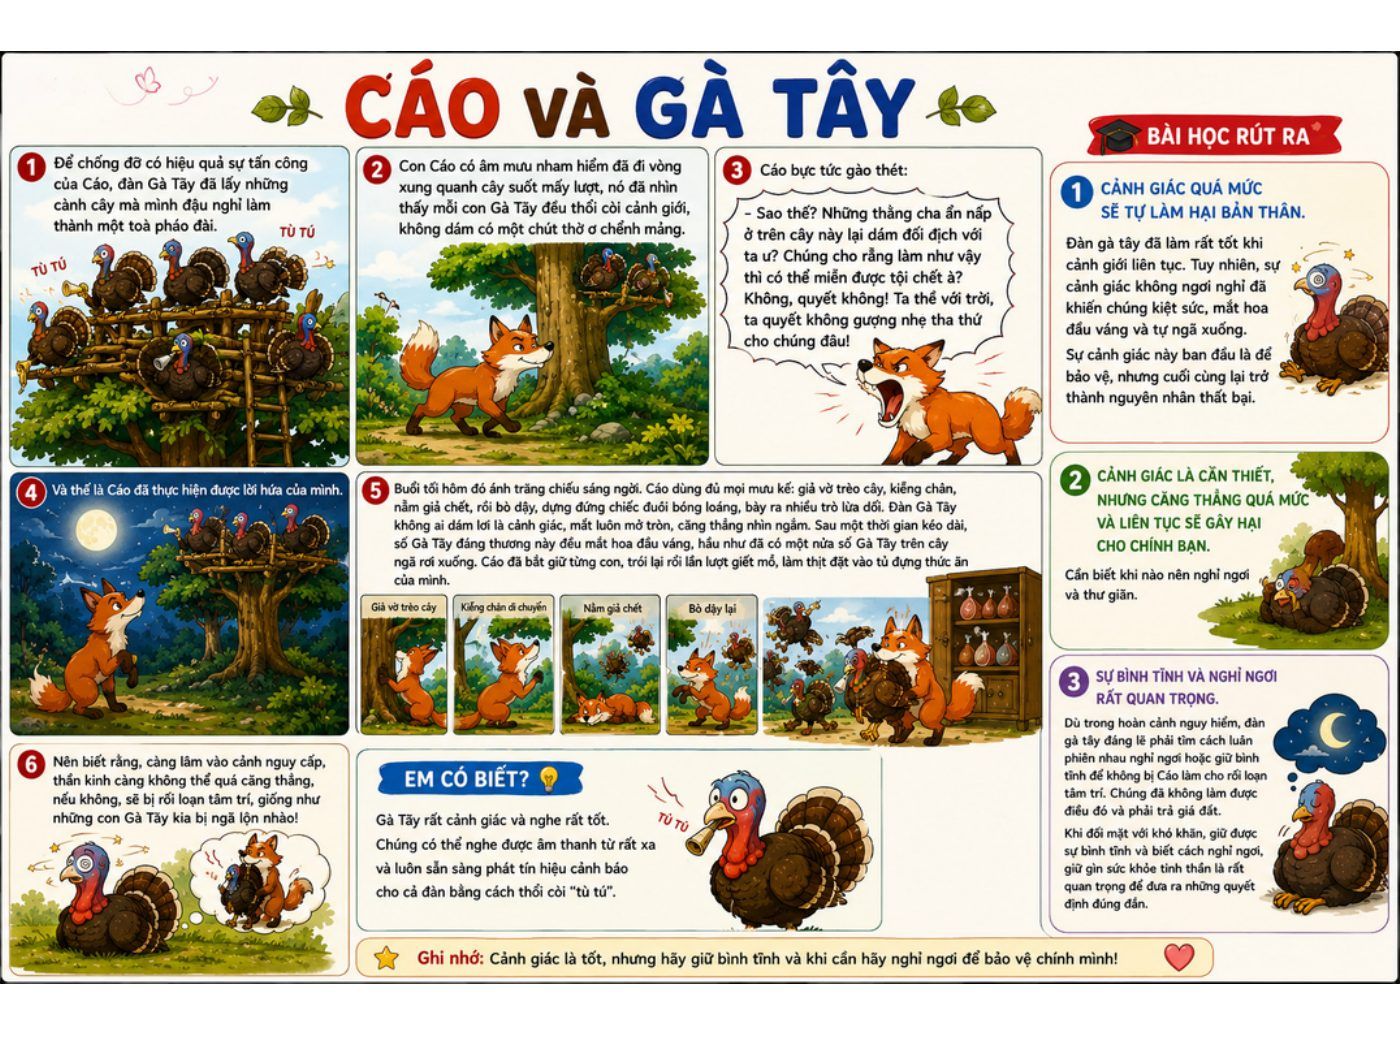 CÁO VÀ GÀ TÂY
1
Để chống đỡ có hiệu quả sự tấn công
của Cáo, đàn Gà Tây đã lấy những
cành cây mà mình đậu nghỉ làm
thành một toà pháo đài.
TÙ TÚ
TÙ TÚ
2
Con Cáo có âm mưu nham hiểm đã đi vòng
xung quanh cây suốt mấy lượt, nó đã nhìn
thấy mỗi con Gà Tây đều thổi còi cảnh giới,
không dám có một chút thờ ơ chểnh mảng.
3
Cáo bực tức gào thét:
– Sao thế? Những thằng cha ẩn nấp
ở trên cây này lại dám đối địch với
ta ư? Chúng cho rằng làm như vậy
thì có thể miễn được tội chết à?
Không, quyết không! Ta thề với trời,
ta quyết không gượng nhẹ tha thứ
cho chúng đâu!
4
Và thế là Cáo đã thực hiện được lời hứa của mình.
5
Buổi tối hôm đó ánh trăng chiếu sáng ngời. Cáo dùng đủ mọi mưu kế: giả vờ trèo cây, kiễng chân,
nằm giả chết, rồi bò dậy, dựng đứng chiếc đuôi bóng loáng, bày ra nhiều trò lừa dối. Đàn Gà Tây
không ai dám lơi là cảnh giác, mắt luôn mở tròn, căng thẳng nhìn ngắm. Sau một thời gian kéo dài,
số Gà Tây đáng thương này đều mắt hoa đầu váng, hầu như đã có một nửa số Gà Tây trên cây
ngã rơi xuống. Cáo đã bắt giữ từng con, trói lại rồi lần lượt giết mổ, làm thịt đặt vào tủ đựng thức ăn
của mình.
Giả vờ trèo cây
Kiễng chân di chuyển
Nằm giả chết
Bò dậy lại
6
Nên biết rằng, càng lâm vào cảnh nguy cấp,
thần kinh càng không thể quá căng thẳng,
nếu không, sẽ bị rối loạn tâm trí, giống như
những con Gà Tây kia bị ngã lộn nhào!
EM CÓ BIẾT?
Gà Tây rất cảnh giác và nghe rất tốt.
Chúng có thể nghe được âm thanh từ rất xa
và luôn sẵn sàng phát tín hiệu cảnh báo
cho cả đàn bằng cách thổi còi “tù tú”.
TÙ TÚ
Ghi nhớ: Cảnh giác là tốt, nhưng hãy giữ bình tĩnh và khi cần hãy nghỉ ngơi để bảo vệ chính mình!
BÀI HỌC RÚT RA
1
CẢNH GIÁC QUÁ MỨC
SẼ TỰ LÀM HẠI BẢN THÂN.
Đàn gà tây đã làm rất tốt khi
cảnh giới liên tục. Tuy nhiên, sự
cảnh giác không ngơi nghỉ đã
khiến chúng kiệt sức, mắt hoa
đầu váng và tự ngã xuống.
Sự cảnh giác này ban đầu là để
bảo vệ, nhưng cuối cùng lại trở
thành nguyên nhân thất bại.
2
CẢNH GIÁC LÀ CẦN THIẾT,
NHƯNG CĂNG THẲNG QUÁ MỨC
VÀ LIÊN TỤC SẼ GÂY HẠI
CHO CHÍNH BẠN.
Cần biết khi nào nên nghỉ ngơi
và thư giãn.
3
SỰ BÌNH TĨNH VÀ NGHỈ NGƠI
RẤT QUAN TRỌNG.
Dù trong hoàn cảnh nguy hiểm, đàn
gà tây đáng lẽ phải tìm cách luân
phiên nhau nghỉ ngơi hoặc giữ bình
tĩnh để không bị Cáo làm cho rối loạn
tâm trí. Chúng đã không làm được
điều đó và phải trả giá đắt.
Khi đối mặt với khó khăn, giữ được
sự bình tĩnh và biết cách nghỉ ngơi,
giữ gìn sức khỏe tinh thần là rất
quan trọng để đưa ra những quyết
định đúng đắn.